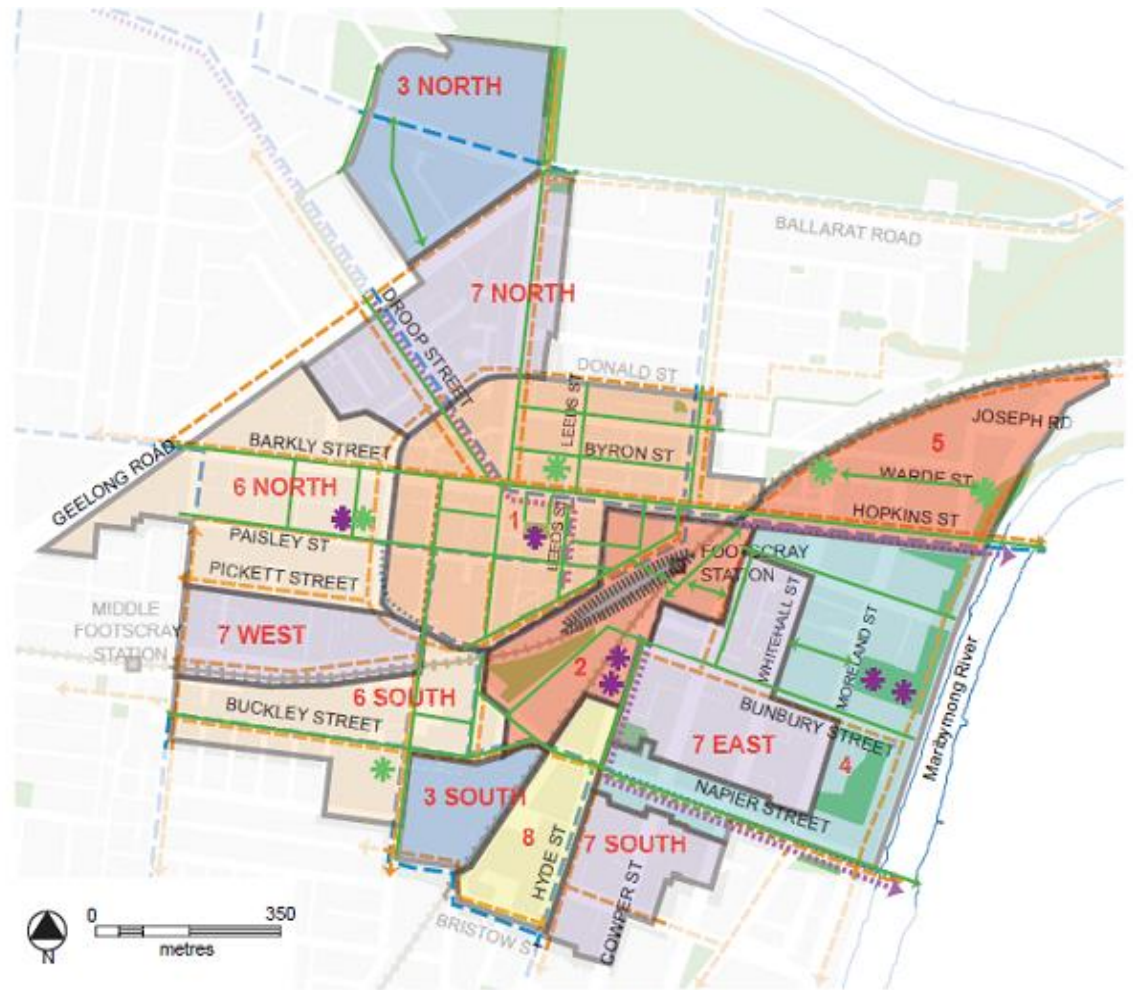 3 NORTH
BALLARAT ROAD
7 NORTH
DROOP STREET
DONALD ST
LEEDS ST
JOSEPH RD
5
BARKLY STREET
BYRON ST
WARDE ST
GEELONG ROAD
6 NORTH
HOPKINS ST
1
LEEDS ST
PAISLEY ST
FOOTSCRAY
STATION
PICKETT STREET
WHITEHALL ST
MIDDLE
FOOTSCRAY
STATION
7 WEST
MORELAND ST
2
6 SOUTH
BUCKLEY STREET
BUNBURY STREET
Maribymong River
7 EAST
4
NAPIER STREET
3 SOUTH
8
HYDE ST
7 SOUTH
COWPER ST
BRISTOW ST
0 350
metres
N